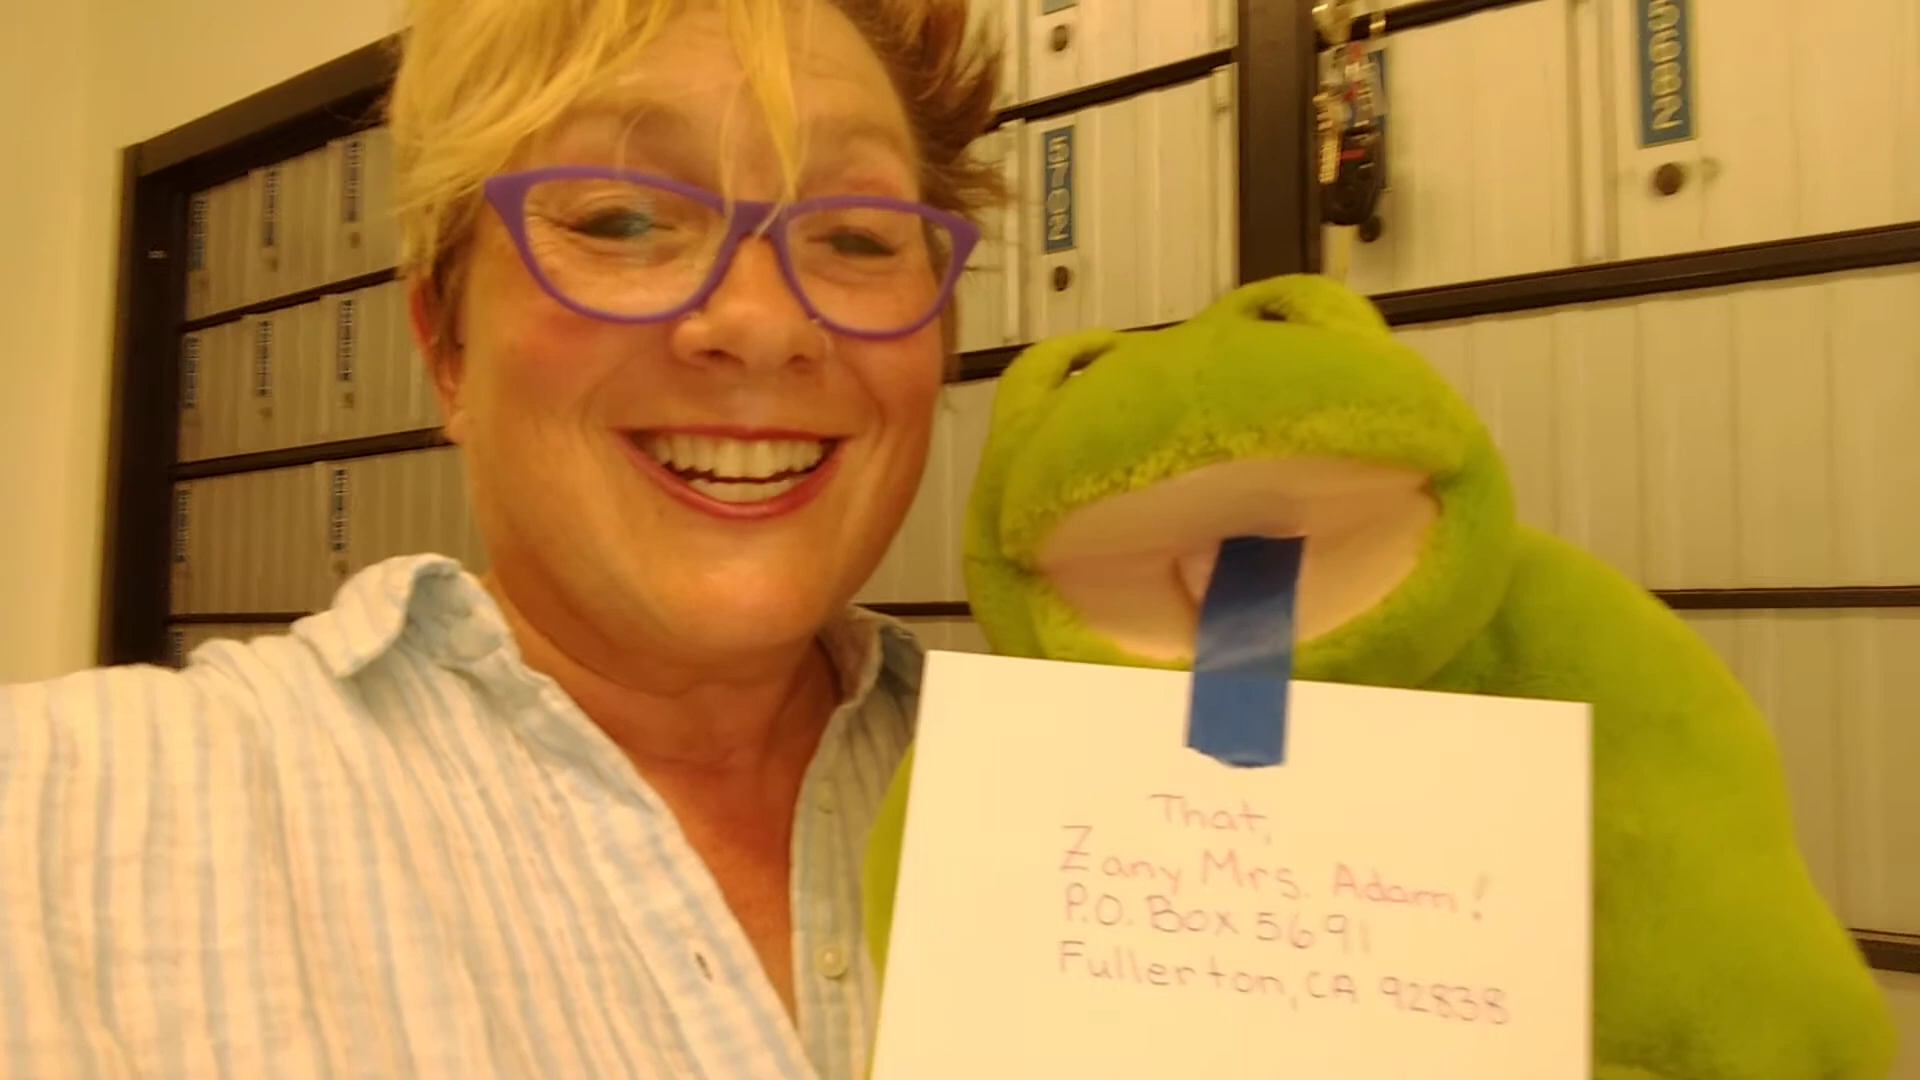 5702
5682
That,
Zany Mrs. Adam!
P.O. Box 5691
Fullerton, CA 92838